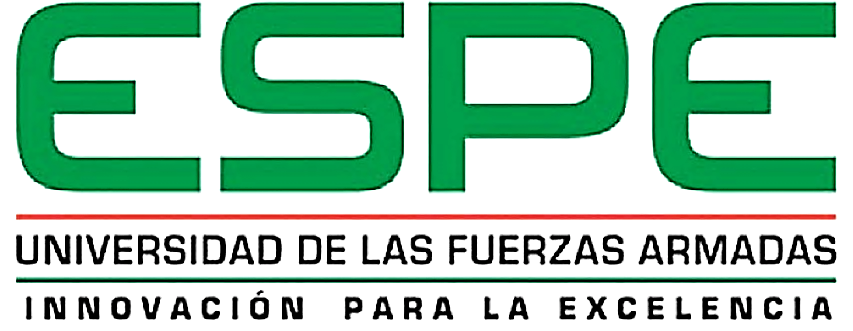 ESPE
UNIVERSIDAD DE LAS FUERZAS ARMADAS
INNOVACIÓN PARA LA EXCELENCIA